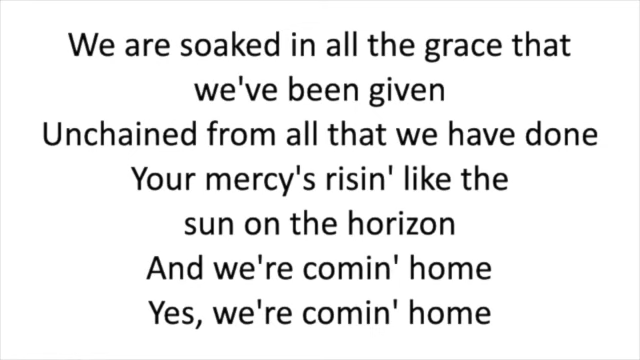 We are soaked in all the grace that
we've been given
Unchained from all that we have done
Your mercy's risin' like the
sun on the horizon
And we're comin' home
Yes, we're comin' home